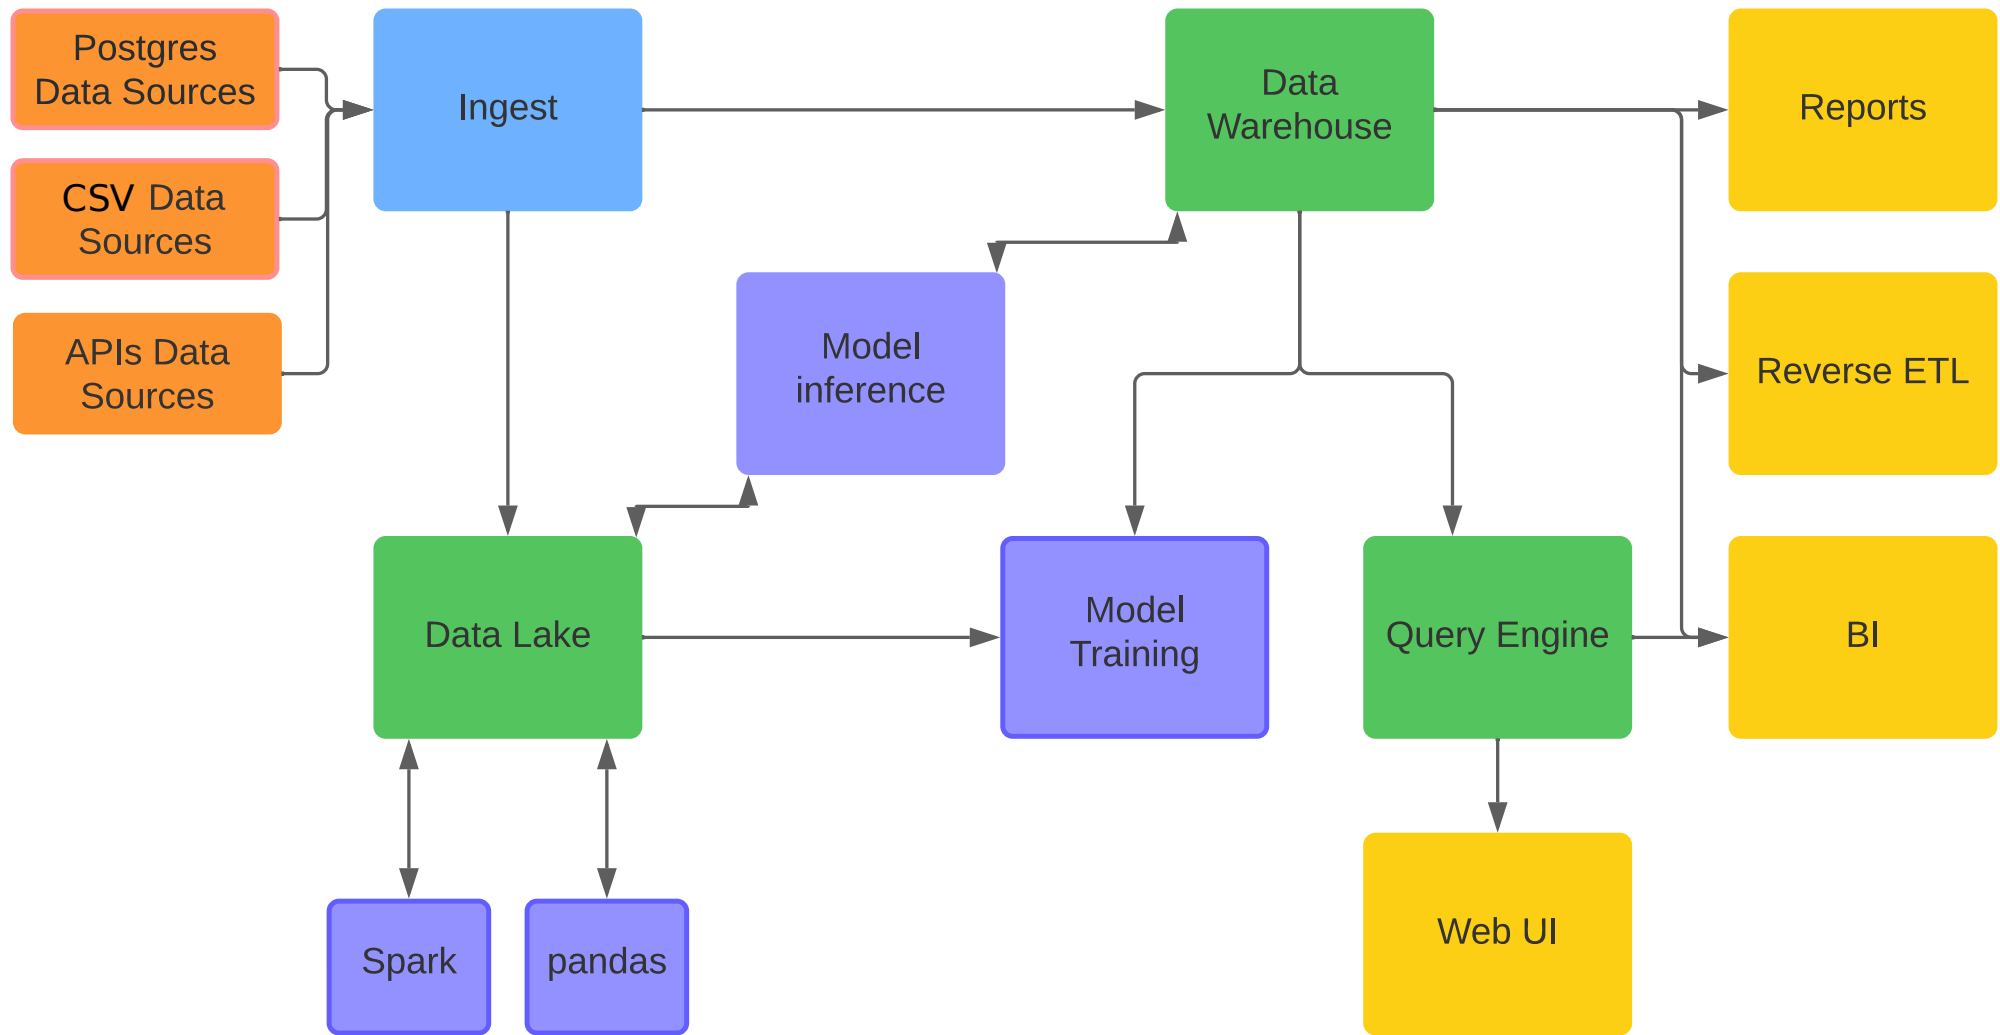 Postgres
Data Sources
Ingest
Data
Warehouse
Reports
CSV Data
Sources
APIs Data
Sources
Model
inference
Reverse ETL
Data Lake
Model
Training
Query Engine
BI
Spark
pandas
Web UI